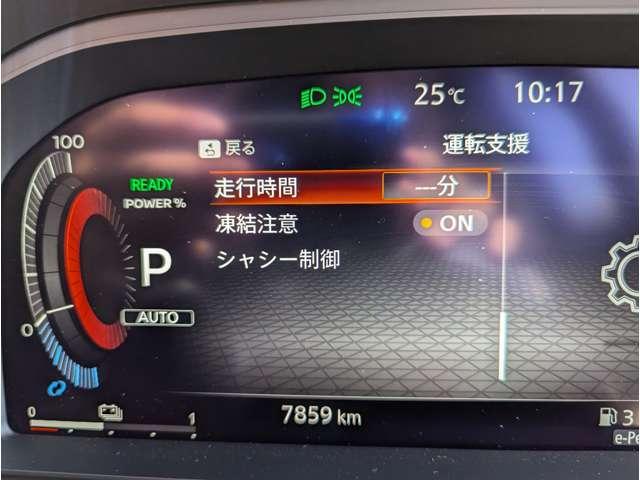 25℃ 10:17
戻る 運転支援
100
READY
POWER %
走行時間 ---分
凍結注意 ON
シャシー制御
P
AUTO
0
0 1
7859 km
3
e-Pe